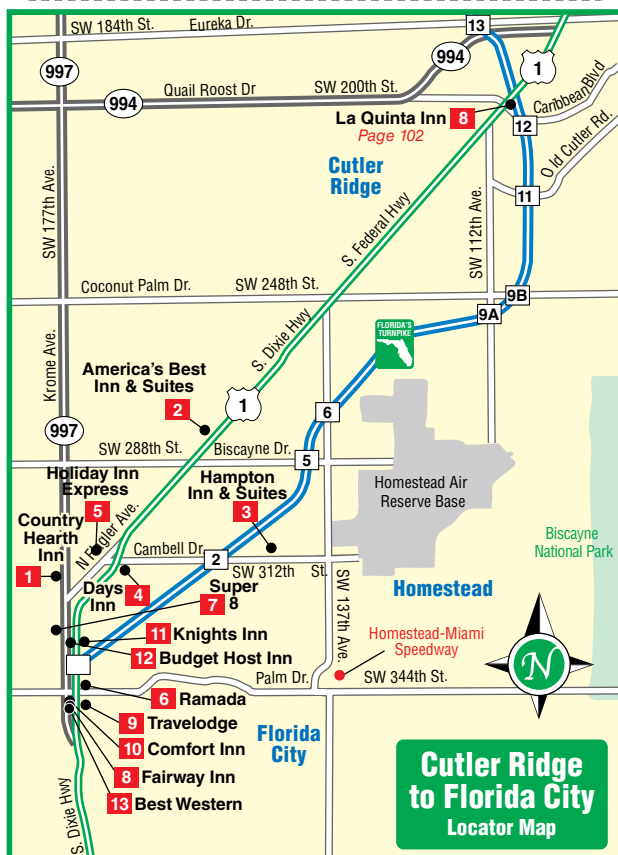 SW 184th St.
Eureka Dr.
13
997
994
1
Quail Roost Dr
SW 200th St.
994
La Quinta Inn 8
Page 102
12
Caribbean Blvd
Old Cutler Rd.
Cutler
Ridge
11
SW 177th Ave.
S. Federal Hwy
SW 112th Ave.
Coconut Palm Dr.
SW 248th St.
9B
9A
S. Dixie Hwy
FLORIDA'S
TURNPIKE
Krome Ave.
America's Best
Inn & Suites
2
1
6
997
SW 288th St.
Biscayne Dr.
5
Holiday Inn
Express
5
Hampton
Inn & Suites
3
Homestead Air
Reserve Base
Country
Hearth
Inn
1
N Flagler Ave.
Cambell Dr.
2
SW 312th St.
Biscayne
National Park
Days
Inn
4
Super
7 8
Homestead
SW 137th Ave.
11 Knights Inn
12 Budget Host Inn
Homestead-Miami
Speedway
N
Palm Dr.
SW 344th St.
6 Ramada
9 Travelodge
10 Comfort Inn
8 Fairway Inn
13 Best Western
Florida
City
S. Dixie Hwy
Cutler Ridge
to Florida City
Locator Map